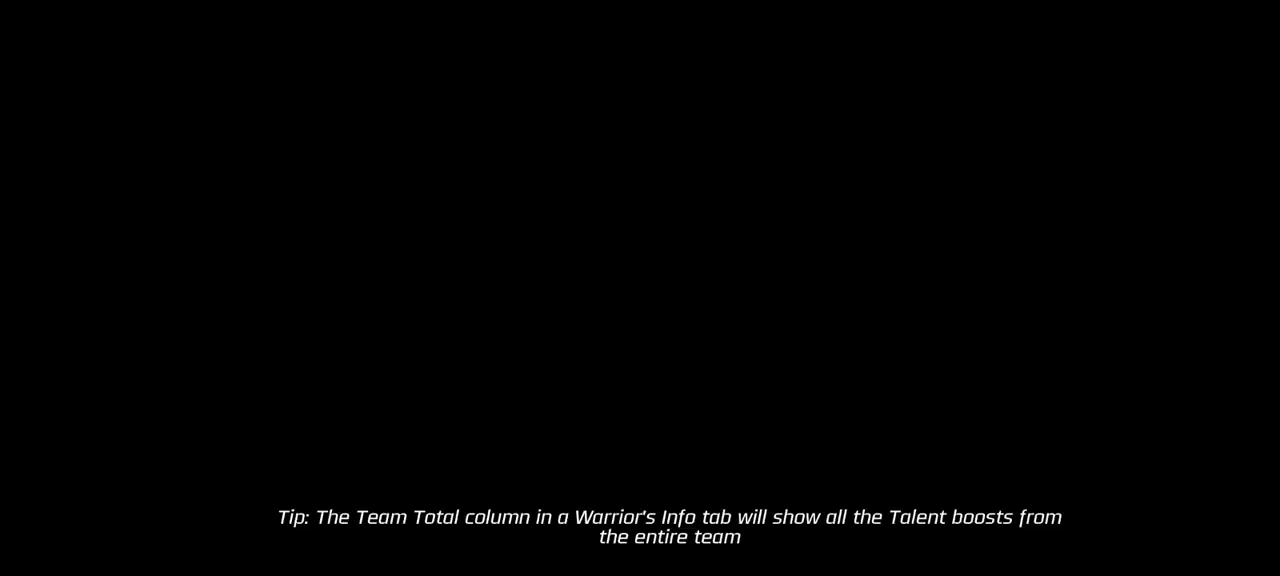 Tip: The Team Total column in a Warrior's Info tab will show all the Talent boosts from
the entire team